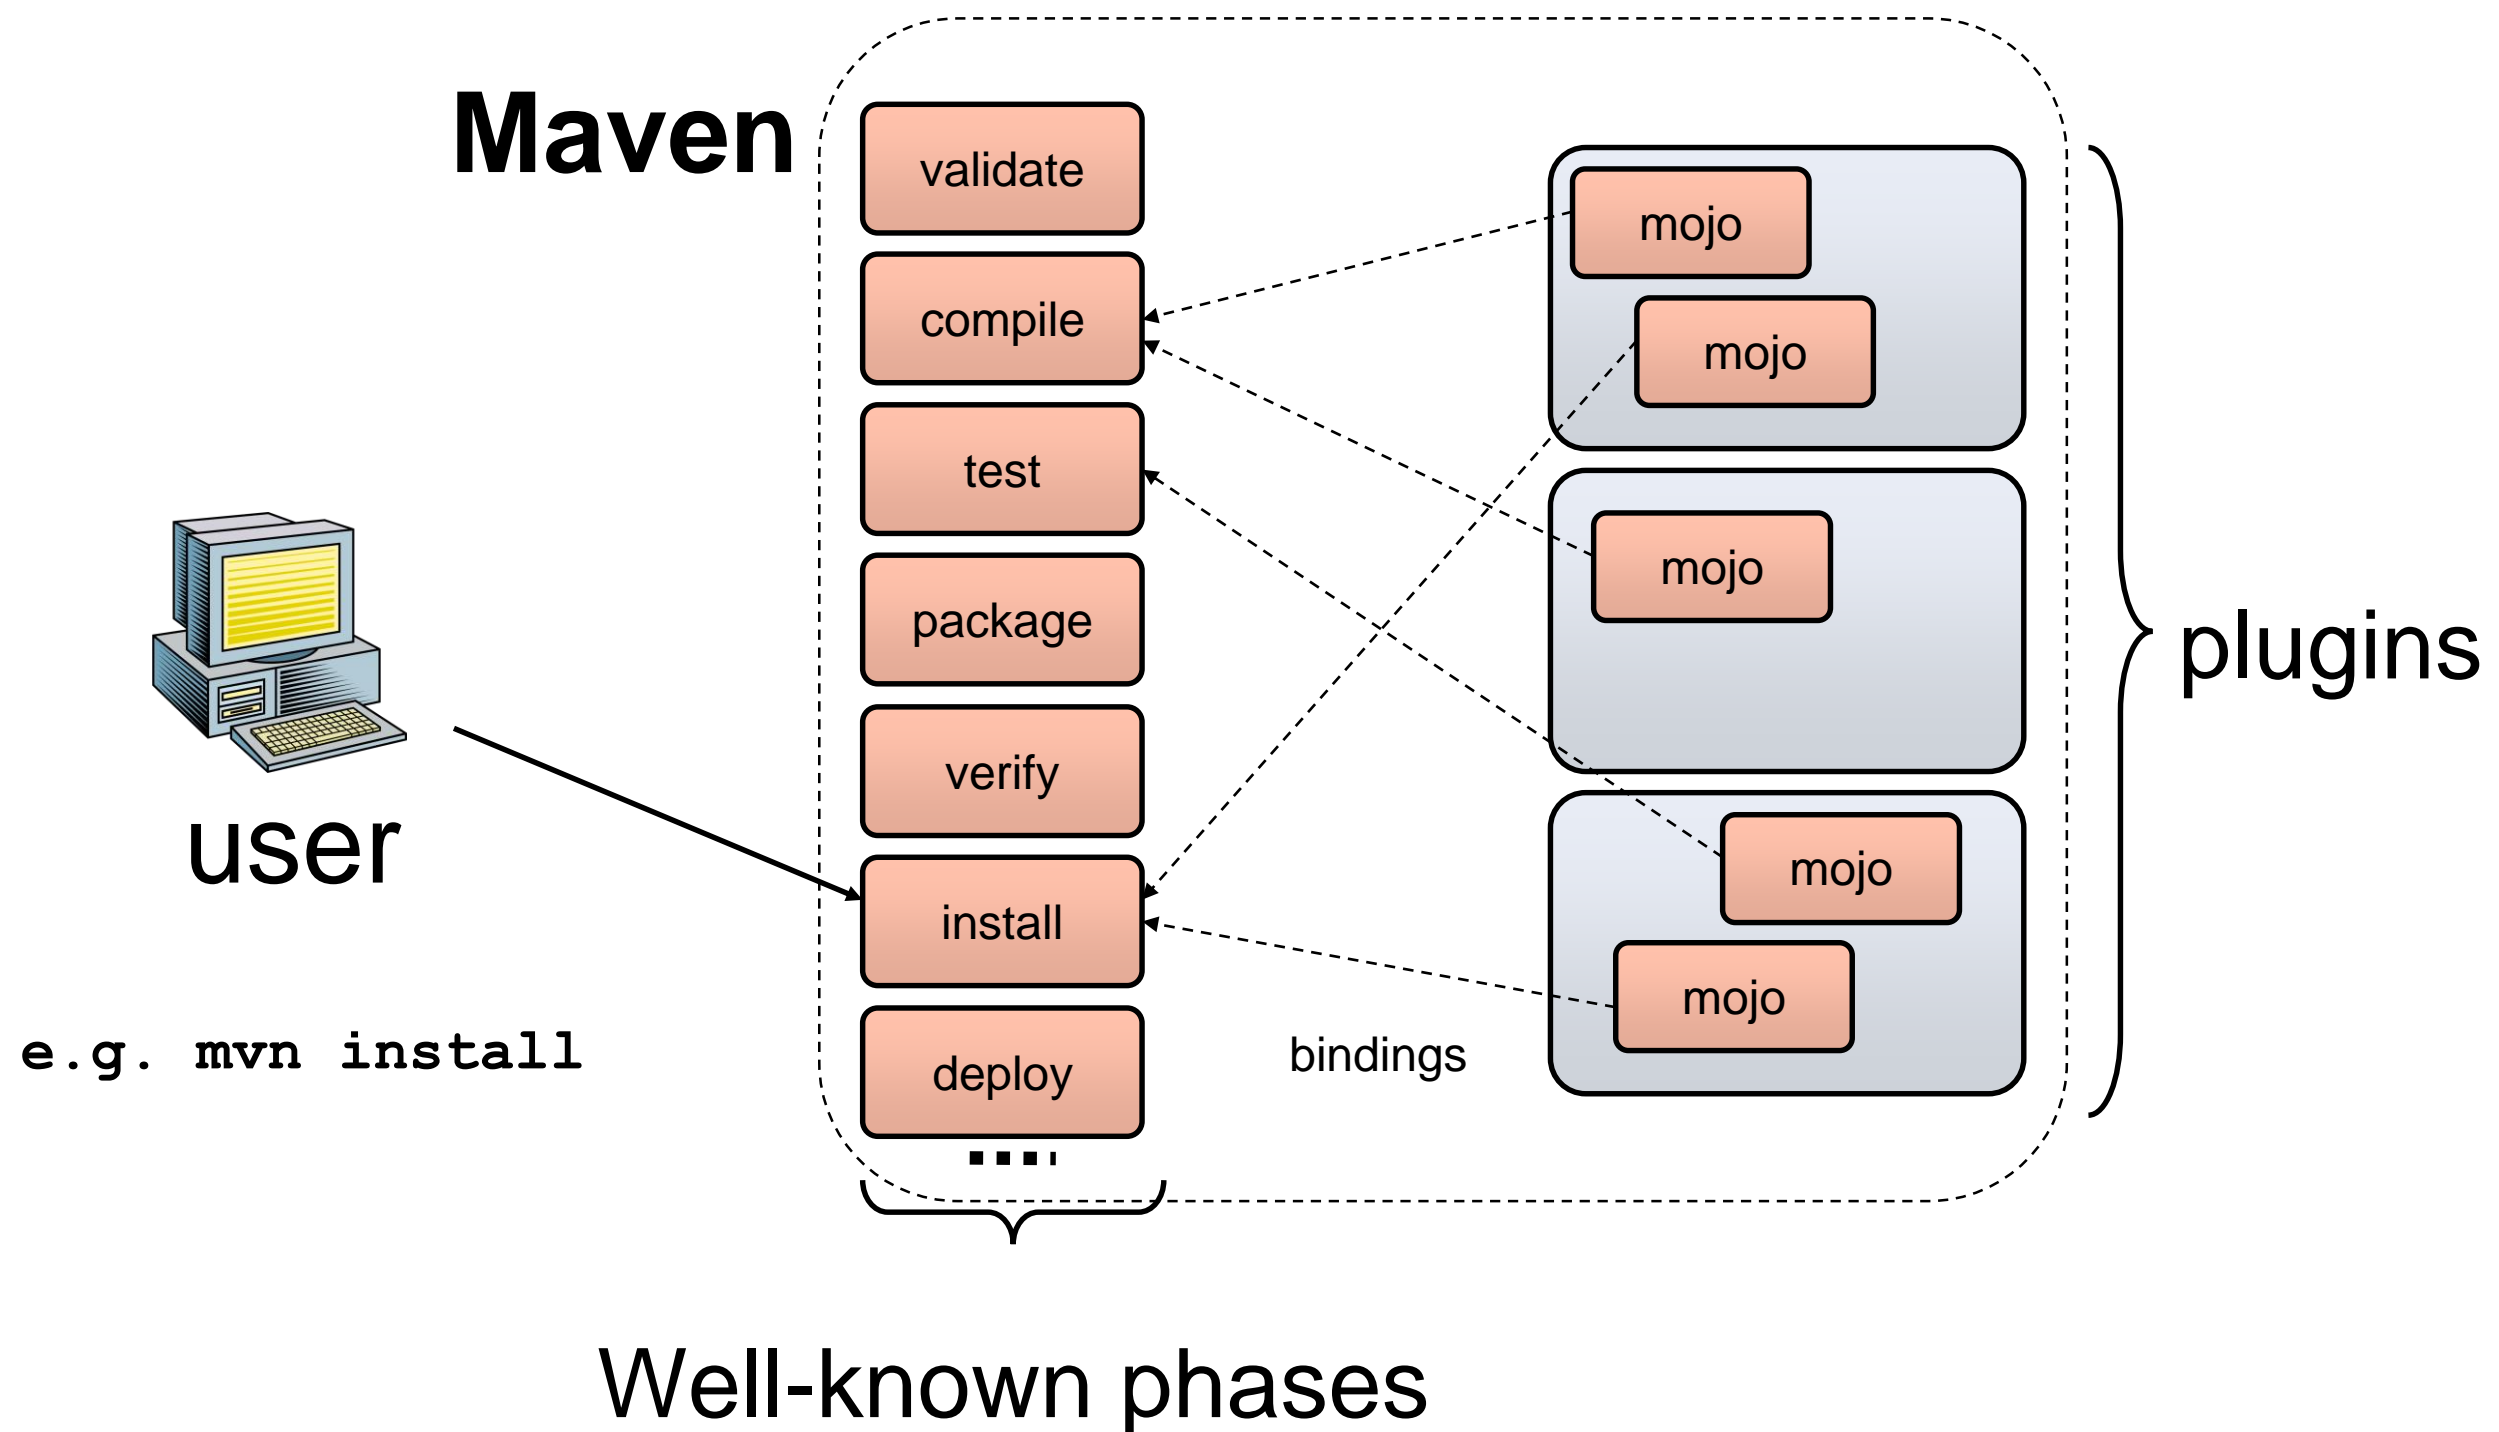 Maven
validate
compile
test
package
verify
install
deploy
mojo
mojo
mojo
mojo
mojo
plugins
user
e.g. mvn install
bindings
Well-known phases